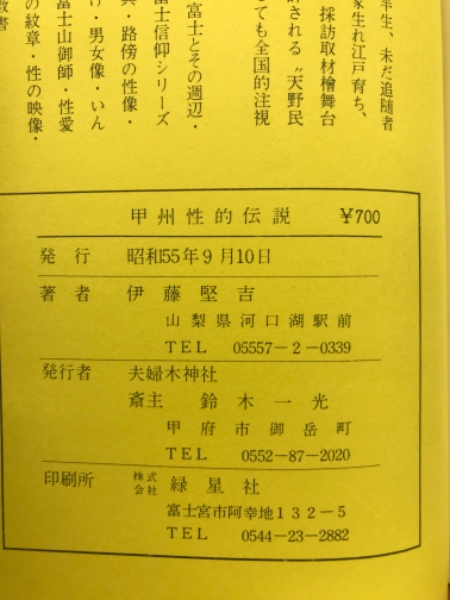 半生、未だ追随者
家生れ江戸育ち、
採訪取材檜舞台
される〝天野民
ても全国的注視
富士とその週辺・
富士信仰シリーズ
・路傍の性像・
け・男女像・いん
富士山御師・性愛
の紋章・性の映像・
教書
甲州性的伝説 ¥700
発行 昭和55年9月10日
著者 伊藤堅吉
山梨県河口湖駅前
TEL 05557-2-0339
発行者 夫婦木神社
斎主 鈴木一光
甲府市御岳町
TEL 0552-87-2020
印刷所 株式会社 緑星社
富士宮市阿幸地132-5
TEL 0544-23-2882